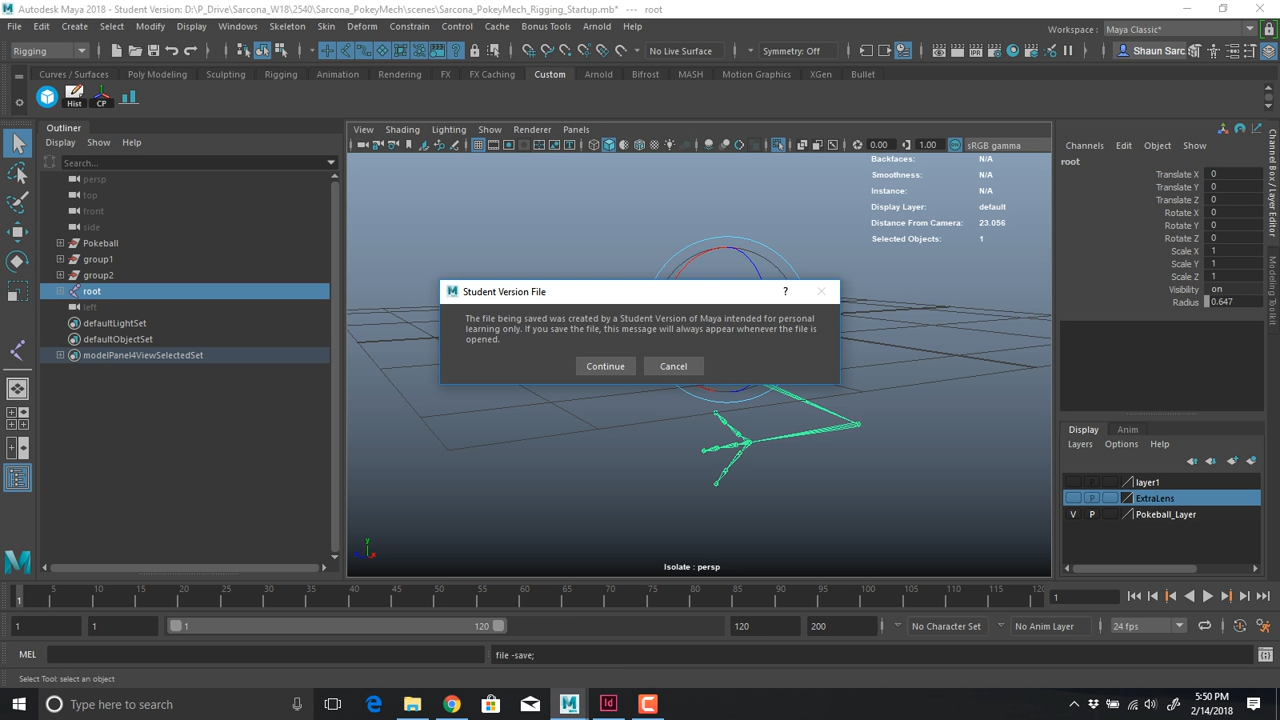 Autodesk Maya 2018 - Student Version: D:\P_Drive\Sarcona_W18\2540\Sarcona_PokeyMech\scenes\Sarcona_PokeyMech_Rigging_Startup.mb* --- root
File Edit Create Select Modify Display Windows Skeleton Skin Deform Constrain Control Cache Bonus Tools Arnold Help
Workspace: Maya Classic*
Rigging
No Live Surface
Symmetry: Off
Shaun Sarc
Curves / Surfaces Poly Modeling Sculpting Rigging Animation Rendering FX FX Caching Custom Arnold Bifrost MASH Motion Graphics XGen Bullet
Hist CP
Outliner
Display Show Help
Search...
persp
top
front
side
Pokeball
group1
group2
root
left
defaultLightSet
defaultObjectSet
modelPanel4ViewSelectedSet
View Shading Lighting Show Renderer Panels
0.00 1.00 sRGB gamma
Backfaces: N/A
Smoothness: N/A
Instance: N/A
Display Layer: default
Distance From Camera: 23.056
Selected Objects: 1
Student Version File
?
The file being saved was created by a Student Version of Maya intended for personal
learning only. If you save the file, this message will always appear whenever the file is
opened.
Continue Cancel
y
x
Isolate : persp
Channels Edit Object Show
root
Translate X 0
Translate Y 0
Translate Z 0
Rotate X 0
Rotate Y 0
Rotate Z 0
Scale X 1
Scale Y 1
Scale Z 1
Visibility on
Radius 0.647
Channel Box / Layer Editor
Modeling Toolkit
Display Anim
Layers Options Help
P layer1
P ExtraLens
V P Pokeball_Layer
1 5 10 15 20 25 30 35 40 45 50 55 60 65 70 75 80 85 90 95 100 105 110 115 120
1
1 1 1 120 120 200 No Character Set No Anim Layer 24 fps
MEL file -save;
Select Tool: select an object
Type here to search
5:50 PM
2/14/2018